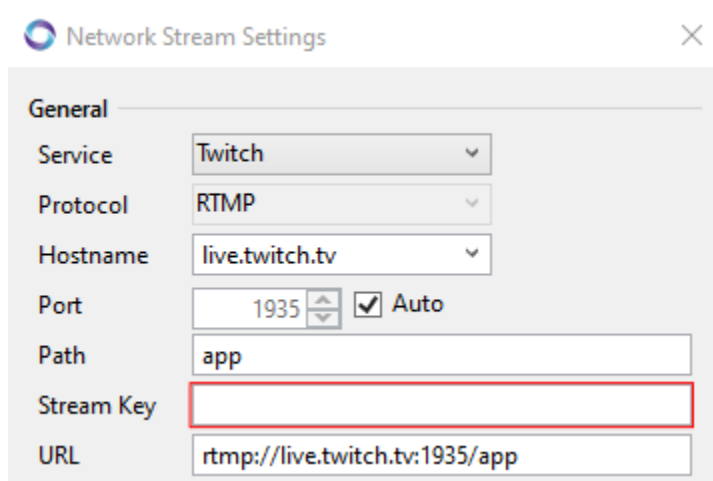 Network Stream Settings
General
Service Twitch
Protocol RTMP
Hostname live.twitch.tv
Port 1935 Auto
Path app
Stream Key
URL rtmp://live.twitch.tv:1935/app